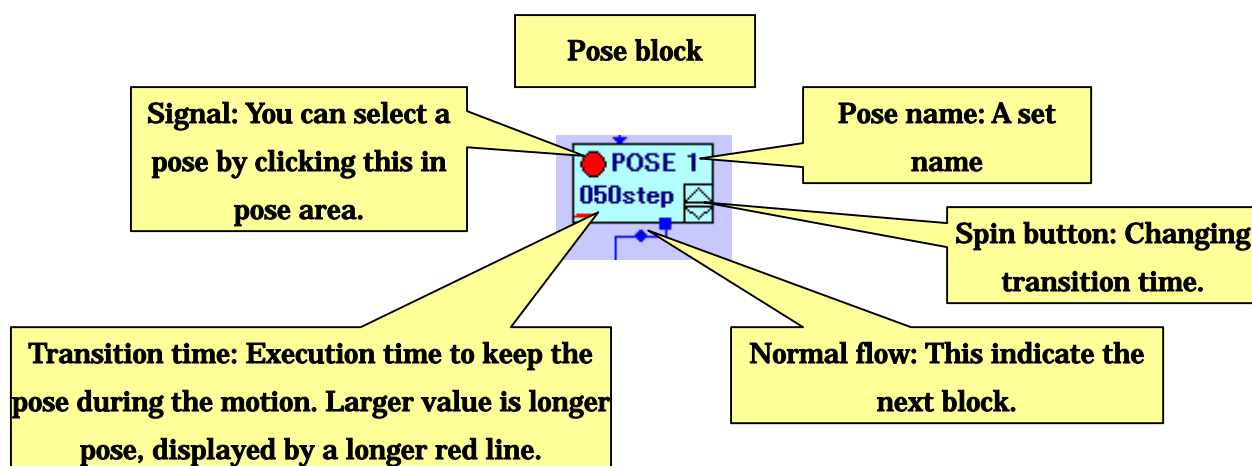 Pose block
Signal: You can select a
pose by clicking this in
pose area.
Pose name: A set
name
POSE 1
050step
Spin button: Changing
transition time.
Transition time: Execution time to keep the
pose during the motion. Larger value is longer
pose, displayed by a longer red line.
Normal flow: This indicate the
next block.